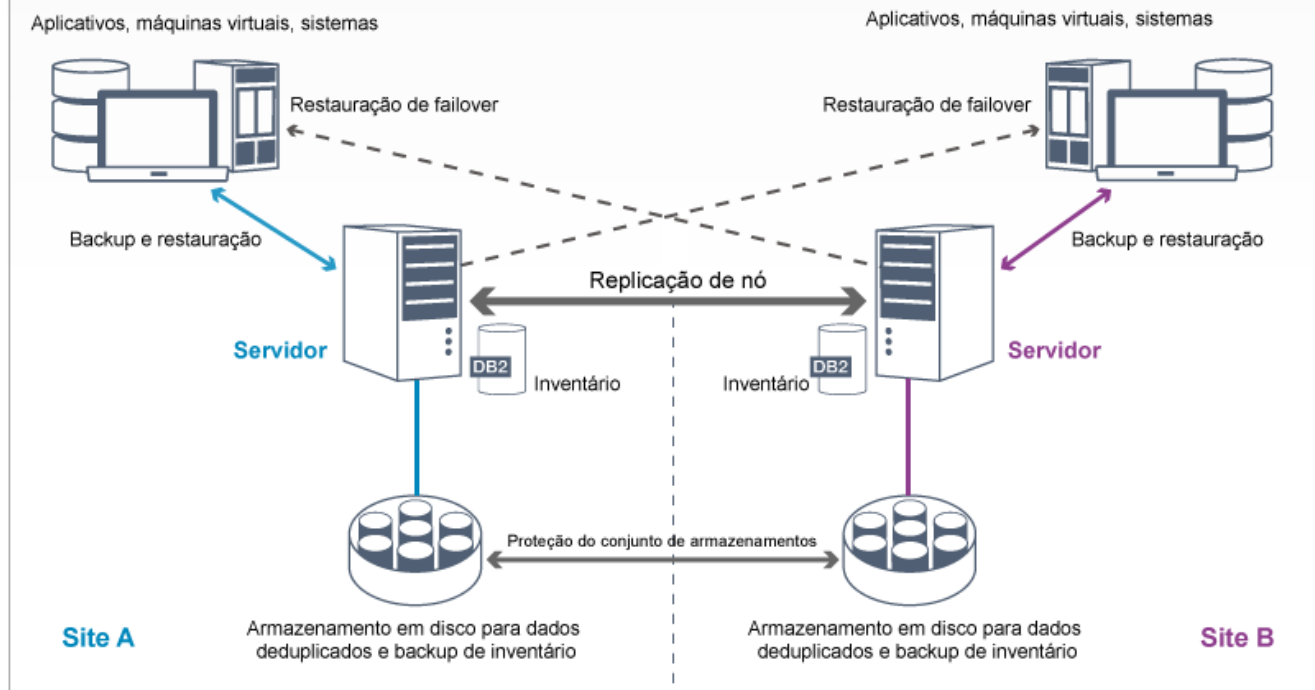 Aplicativos, máquinas virtuais, sistemas
Aplicativos, máquinas virtuais, sistemas
Restauração de failover
Restauração de failover
Backup e restauração
Backup e restauração
Replicação de nó
Servidor
Servidor
DB2
Inventário
DB2
Inventário
Proteção do conjunto de armazenamentos
Site A
Armazenamento em disco para dados
deduplicados e backup de inventário
Armazenamento em disco para dados
deduplicados e backup de inventário
Site B